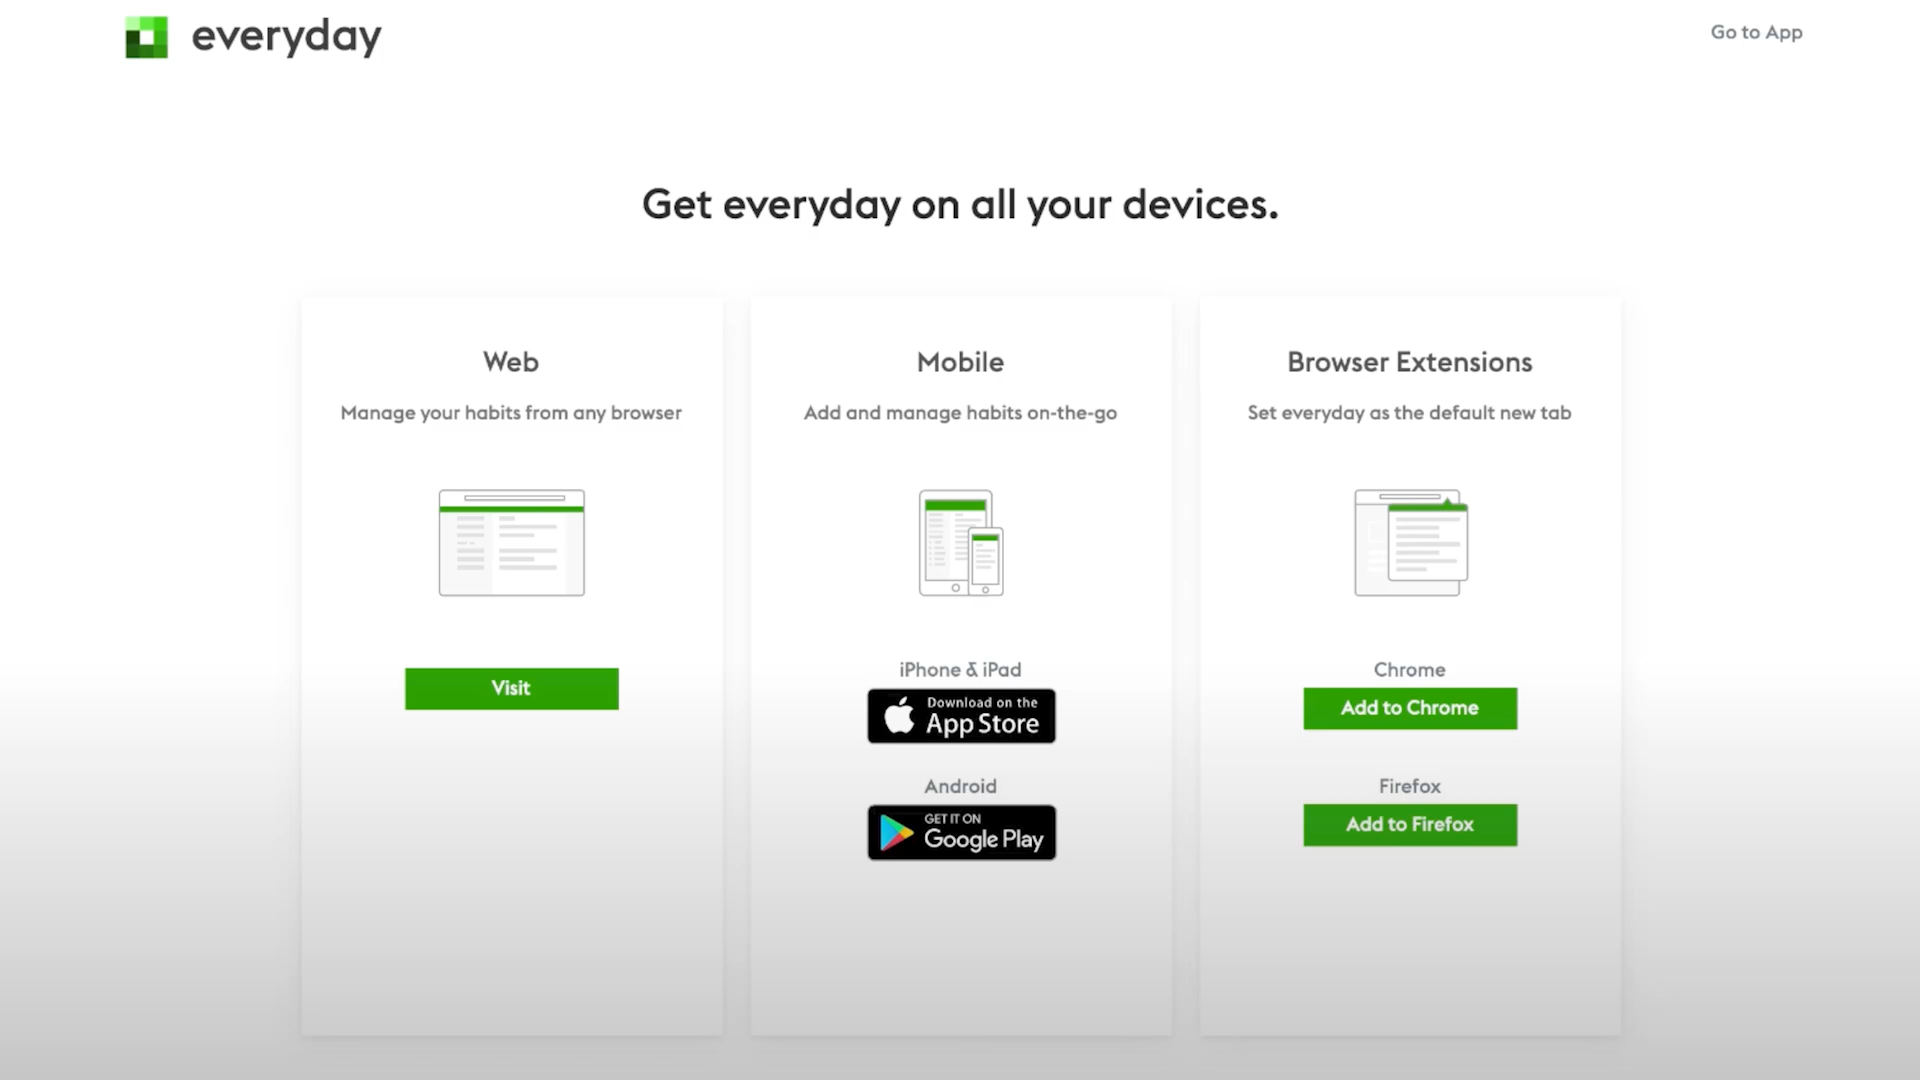 everyday
Go to App
Get everyday on all your devices.
Web
Manage your habits from any browser
Visit
Mobile
Add and manage habits on-the-go
iPhone & iPad
Download on the
App Store
Android
GET IT ON
Google Play
Browser Extensions
Set everyday as the default new tab
Chrome
Add to Chrome
Firefox
Add to Firefox